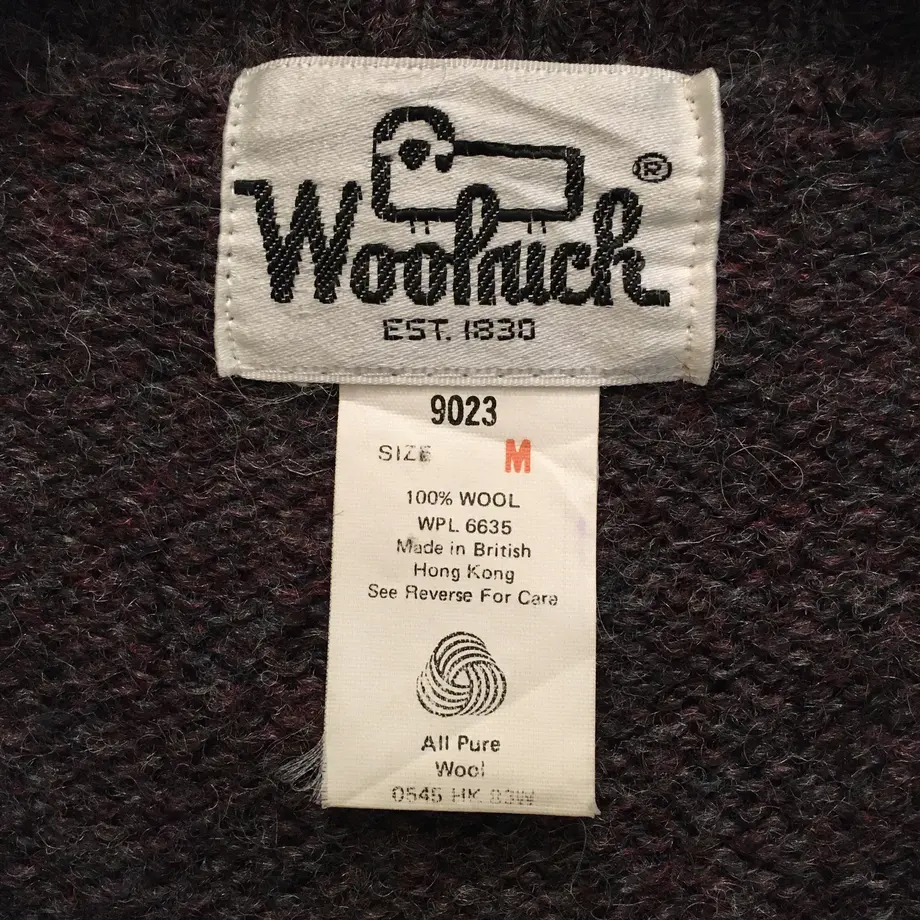 Woolrich ®
EST. 1830
9023
SIZE M
100% WOOL
WPL 6635
Made in British
Hong Kong
See Reverse For Care
All Pure
Wool
0545 HK 83W